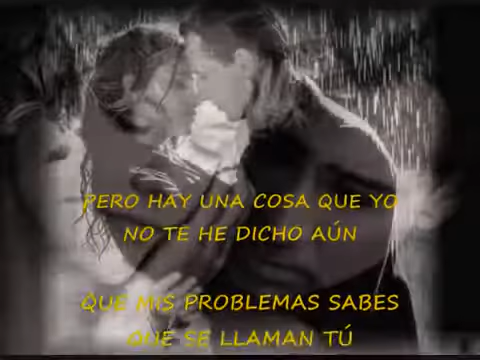 PERO HAY UNA COSA QUE YO
NO TE HE DICHO AÚN
QUE MIS PROBLEMAS SABES
QUE SE LLAMAN TÚ